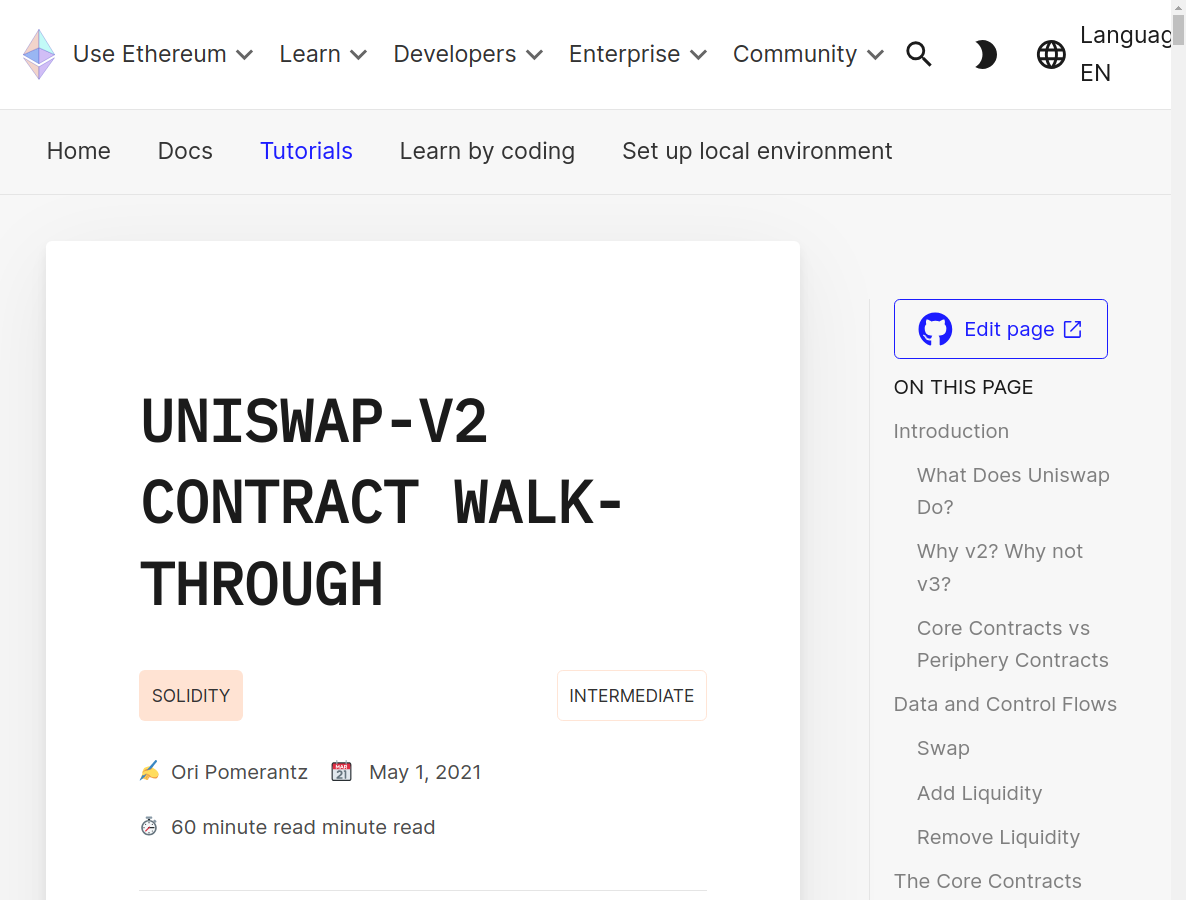 Use Ethereum Learn Developers Enterprise Community
Languag
EN
Home Docs Tutorials Learn by coding Set up local environment
UNISWAP-V2
CONTRACT WALK-
THROUGH
SOLIDITY INTERMEDIATE
Ori Pomerantz MAR 21 May 1, 2021
60 minute read minute read
Edit page
ON THIS PAGE
Introduction
What Does Uniswap
Do?
Why v2? Why not
v3?
Core Contracts vs
Periphery Contracts
Data and Control Flows
Swap
Add Liquidity
Remove Liquidity
The Core Contracts